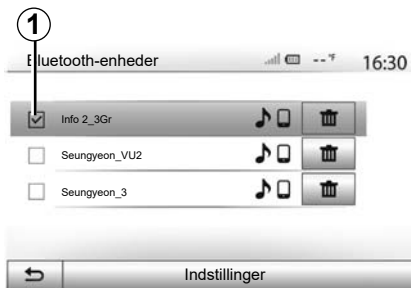 1
Bluetooth-enheder --°F 16:30
Info 2_3Gr
Seungyeon_VU2
Seungyeon_3
Indstillinger